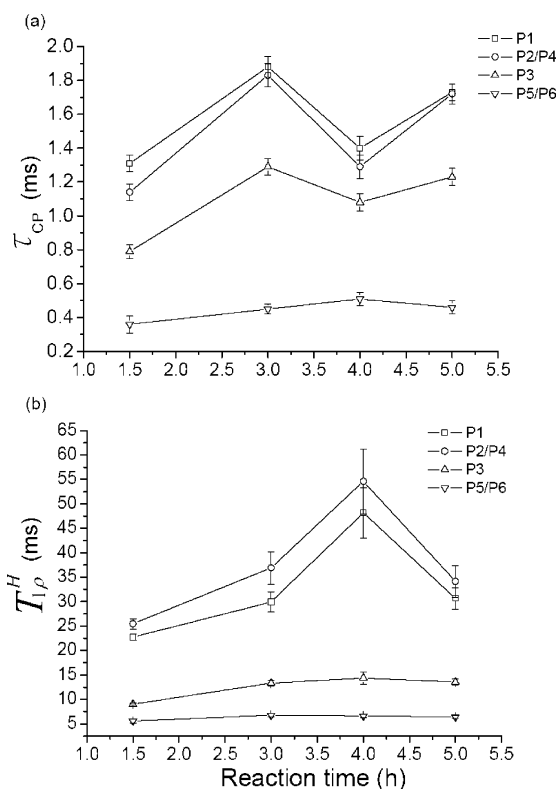 (a)
P1
P2/P4
P3
P5/P6
2.0
1.8
1.6
1.4
1.2
1.0
0.8
0.6
0.4
0.2
τCP (ms)
1.0 1.5 2.0 2.5 3.0 3.5 4.0 4.5 5.0 5.5
(b)
P1
P2/P4
P3
P5/P6
65
60
55
50
45
40
35
30
25
20
15
10
5
T1ρH (ms)
1.0 1.5 2.0 2.5 3.0 3.5 4.0 4.5 5.0 5.5
Reaction time (h)